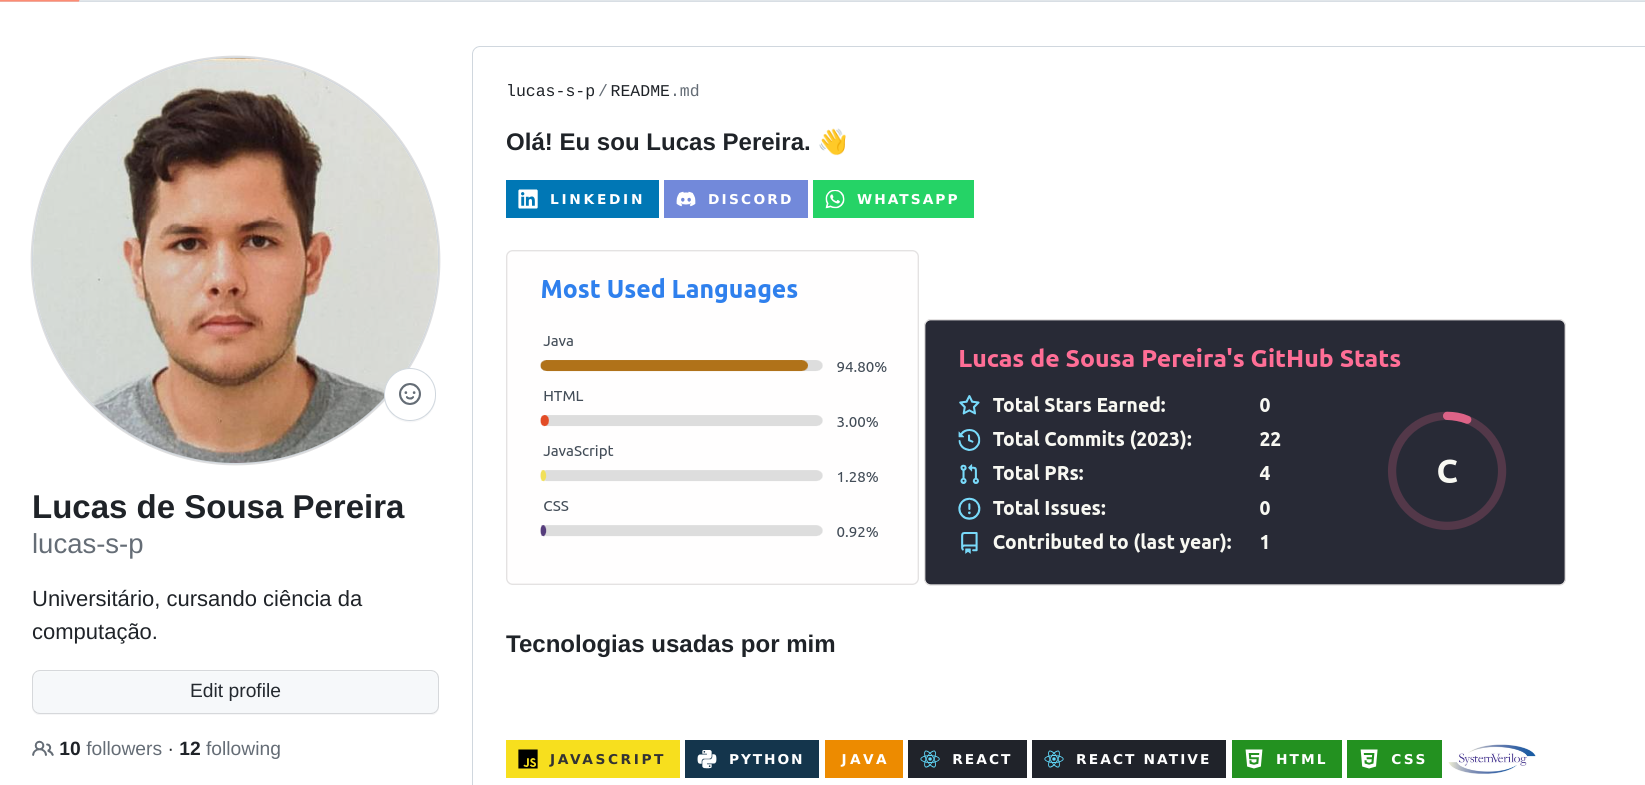 Lucas de Sousa Pereira
lucas-s-p
Universitário, cursando ciência da
computação.
Edit profile
10 followers · 12 following
lucas-s-p/README.md
Olá! Eu sou Lucas Pereira. 👋
LINKEDIN DISCORD WHATSAPP
Most Used Languages
Java
94.80%
HTML
3.00%
JavaScript
1.28%
CSS
0.92%
Lucas de Sousa Pereira's GitHub Stats
Total Stars Earned: 0
Total Commits (2023): 22
Total PRs: 4
Total Issues: 0
Contributed to (last year): 1
C
Tecnologias usadas por mim
JS JAVASCRIPT PYTHON JAVA REACT REACT NATIVE HTML CSS SystemVerilog